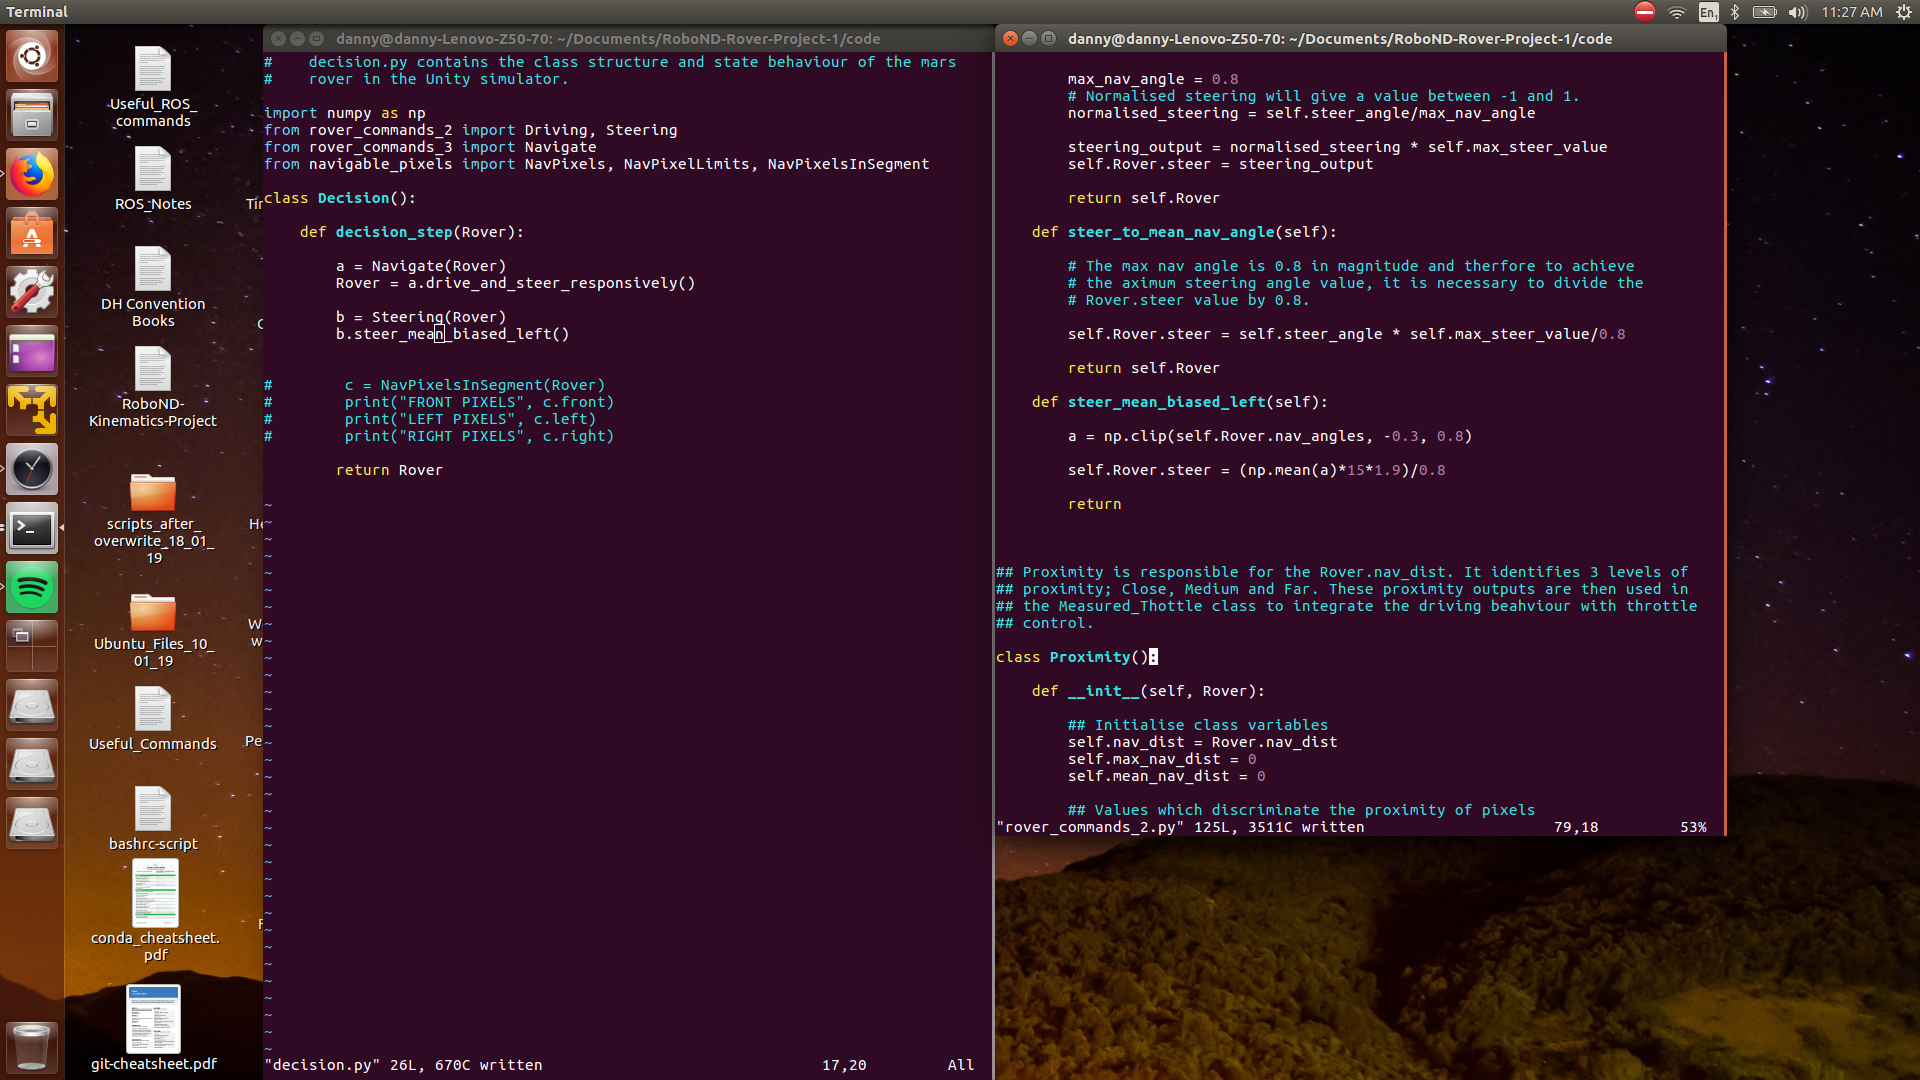 Terminal
En1
11:27 AM
Useful_ROS_
commands
ROS_Notes
DH Convention
Books
RoboND-
Kinematics-Project
scripts_after_
overwrite_18_01_
19
Ubuntu_Files_10_
01_19
Useful_Commands
bashrc-script
conda_cheatsheet.
pdf
git-cheatsheet.pdf
danny@danny-Lenovo-Z50-70: ~/Documents/RoboND-Rover-Project-1/code
#    decision.py contains the class structure and state behaviour of the mars
#    rover in the Unity simulator.
import numpy as np
from rover_commands_2 import Driving, Steering
from rover_commands_3 import Navigate
from navigable_pixels import NavPixels, NavPixelLimits, NavPixelsInSegment
class Decision():
    def decision_step(Rover):
        a = Navigate(Rover)
        Rover = a.drive_and_steer_responsively()
        b = Steering(Rover)
        b.steer_mean_biased_left()
#        c = NavPixelsInSegment(Rover)
#        print("FRONT PIXELS", c.front)
#        print("LEFT PIXELS", c.left)
#        print("RIGHT PIXELS", c.right)
        return Rover
"decision.py" 26L, 670C written    17,20    All
danny@danny-Lenovo-Z50-70: ~/Documents/RoboND-Rover-Project-1/code
        max_nav_angle = 0.8
        # Normalised steering will give a value between -1 and 1.
        normalised_steering = self.steer_angle/max_nav_angle
        steering_output = normalised_steering * self.max_steer_value
        self.Rover.steer = steering_output
        return self.Rover
    def steer_to_mean_nav_angle(self):
        # The max nav angle is 0.8 in magnitude and therfore to achieve
        # the aximum steering angle value, it is necessary to divide the
        # Rover.steer value by 0.8.
        self.Rover.steer = self.steer_angle * self.max_steer_value/0.8
        return self.Rover
    def steer_mean_biased_left(self):
        a = np.clip(self.Rover.nav_angles, -0.3, 0.8)
        self.Rover.steer = (np.mean(a)*15*1.9)/0.8
        return
## Proximity is responsible for the Rover.nav_dist. It identifies 3 levels of
## proximity; Close, Medium and Far. These proximity outputs are then used in
## the Measured_Thottle class to integrate the driving beahviour with throttle
## control.
class Proximity():
    def __init__(self, Rover):
        ## Initialise class variables
        self.nav_dist = Rover.nav_dist
        self.max_nav_dist = 0
        self.mean_nav_dist = 0
        ## Values which discriminate the proximity of pixels
"rover_commands_2.py" 125L, 3511C written    79,18    53%